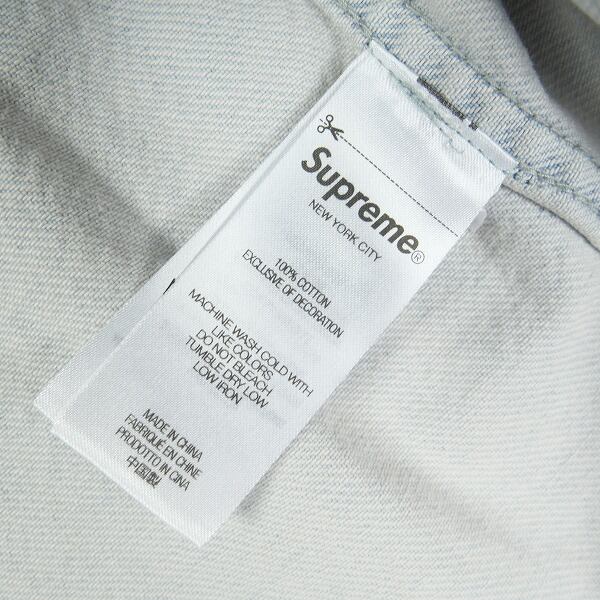 Supreme®
NEW YORK CITY
100% COTTON
EXCLUSIVE OF DECORATION
MACHINE WASH COLD WITH
LIKE COLORS
DO NOT BLEACH
TUMBLE DRY LOW
LOW IRON
MADE IN CHINA
FABRIQUÉ EN CHINE
PRODOTTO IN CINA
中国製